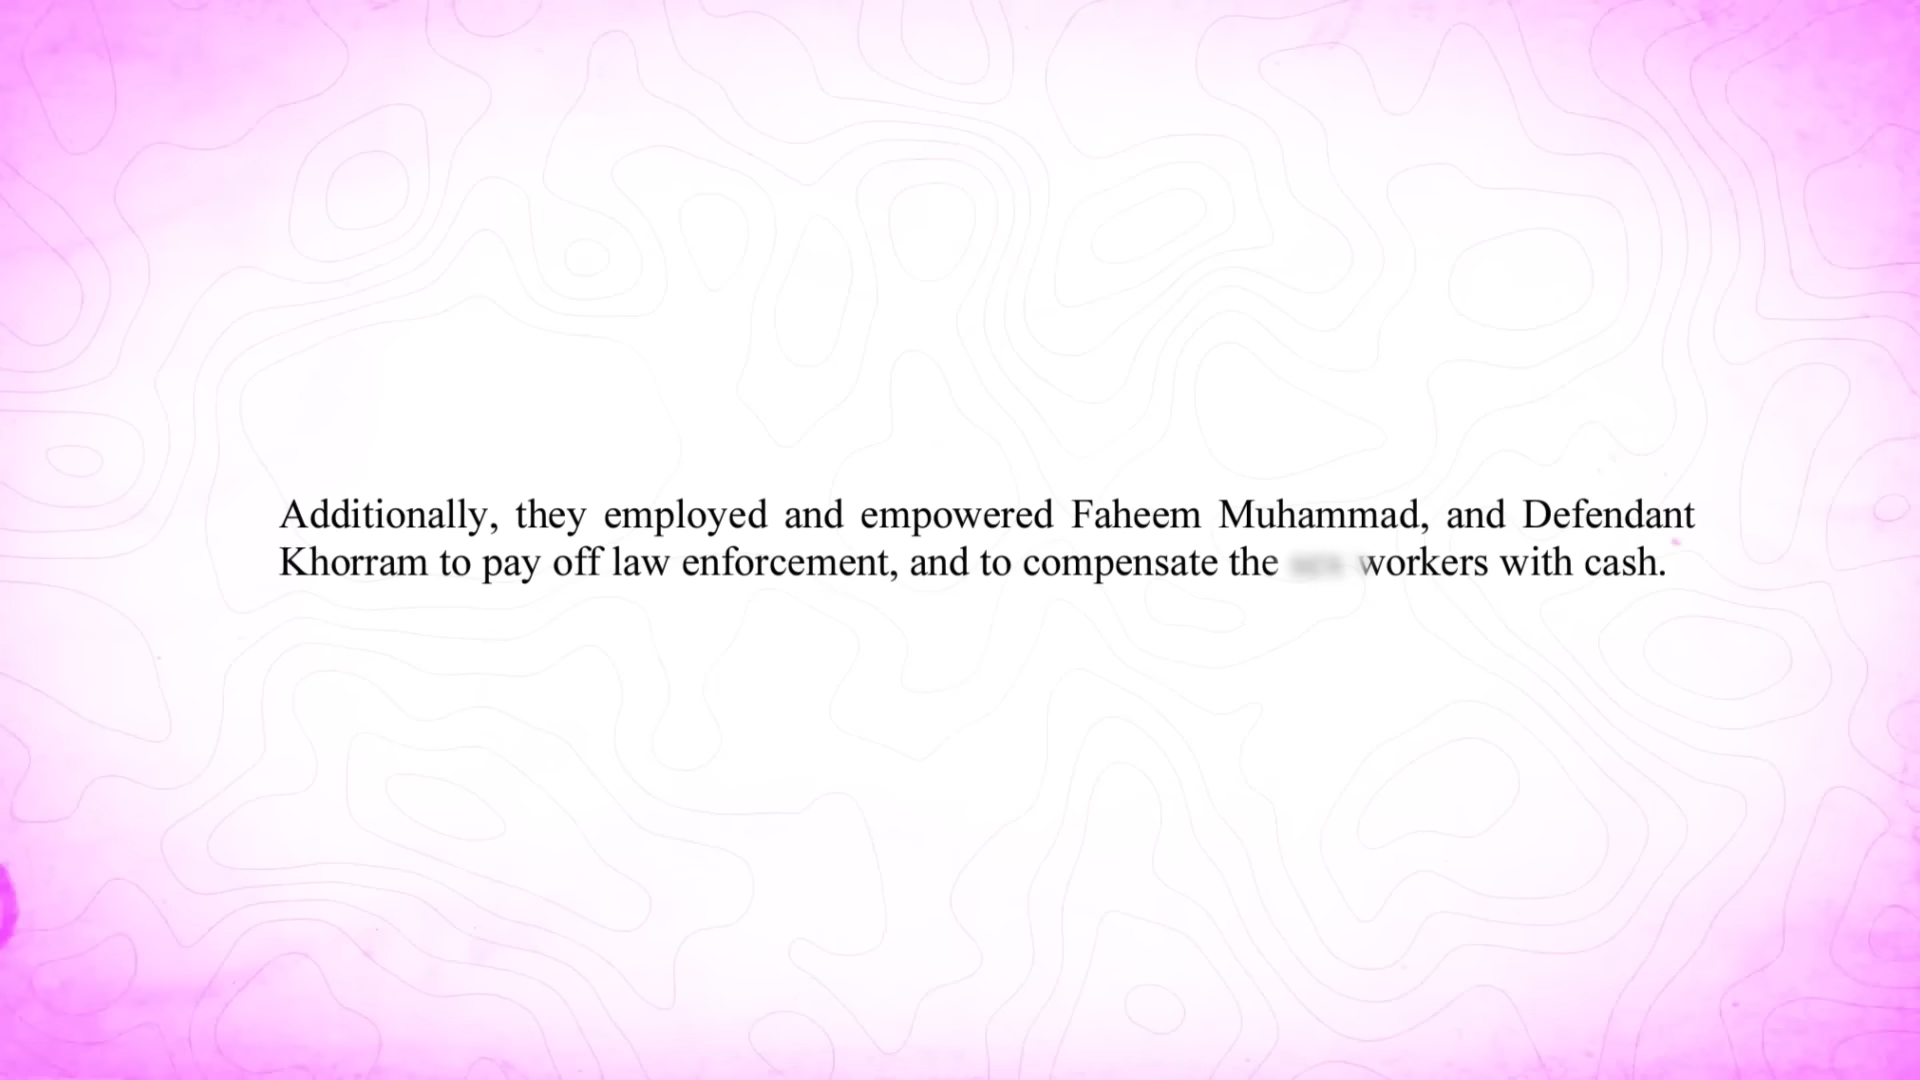 Additionally, they employed and empowered Faheem Muhammad, and Defendant
Khorram to pay off law enforcement, and to compensate the workers with cash.